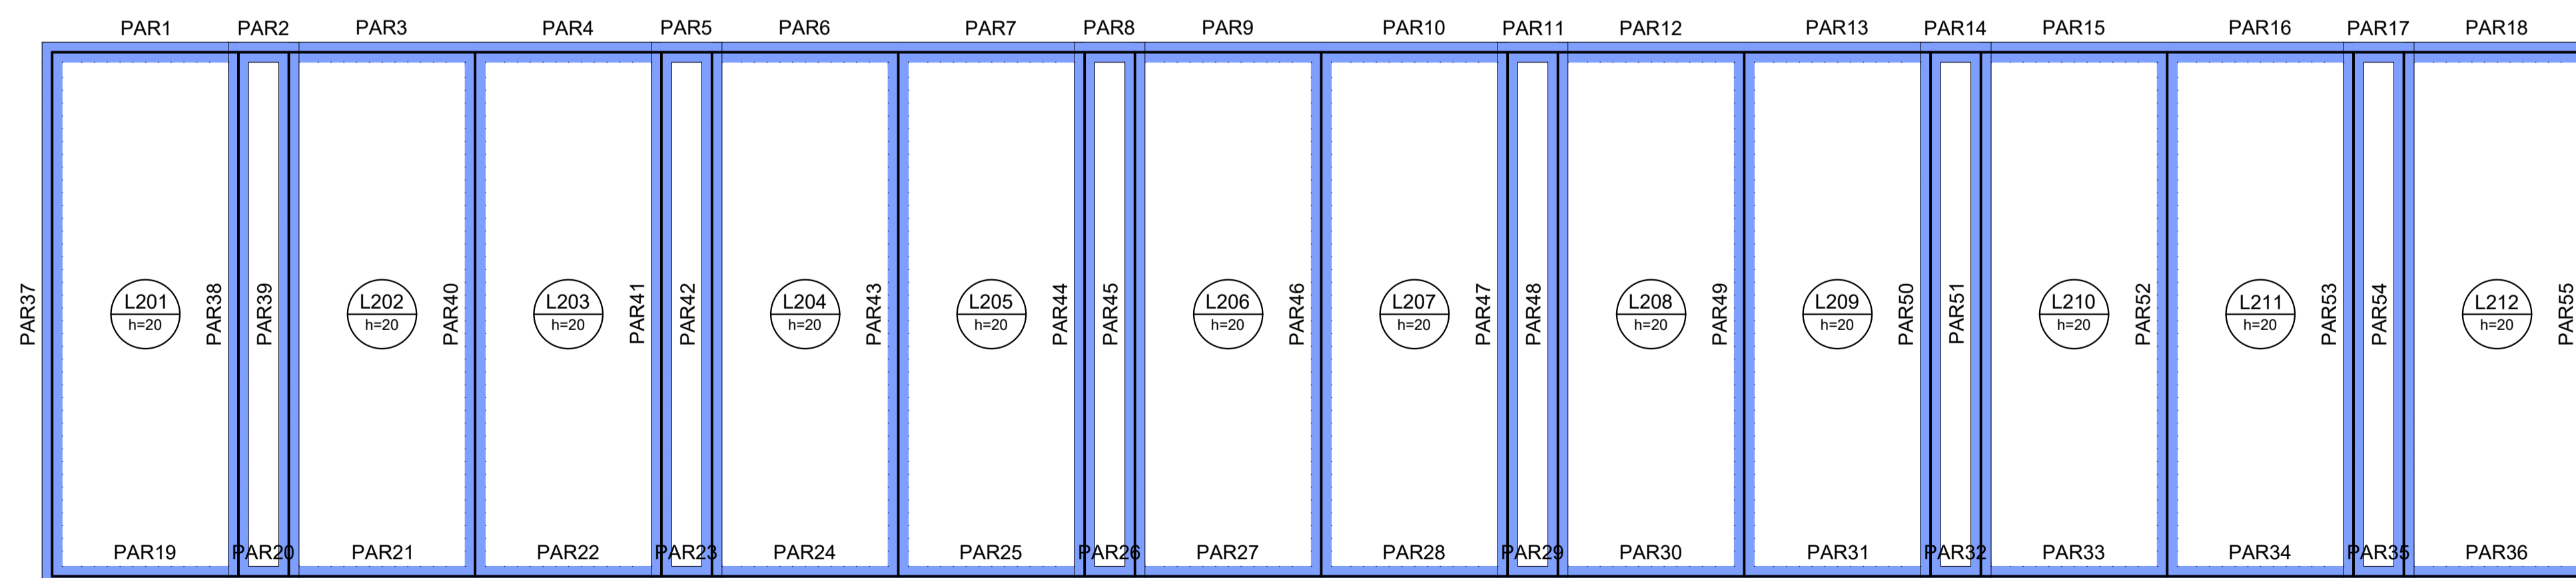 PAR1 PAR2 PAR3 PAR4 PAR5 PAR6 PAR7 PAR8 PAR9 PAR10 PAR11 PAR12 PAR13 PAR14 PAR15 PAR16 PAR17 PAR18
PAR37
L201
h=20
PAR38
PAR39
L202
h=20
PAR40
L203
h=20
PAR41
PAR42
L204
h=20
PAR43
L205
h=20
PAR44
PAR45
L206
h=20
PAR46
L207
h=20
PAR47
PAR48
L208
h=20
PAR49
L209
h=20
PAR50
PAR51
L210
h=20
PAR52
L211
h=20
PAR53
PAR54
L212
h=20
PAR55
PAR19 PAR20 PAR21 PAR22 PAR23 PAR24 PAR25 PAR26 PAR27 PAR28 PAR29 PAR30 PAR31 PAR32 PAR33 PAR34 PAR35 PAR36